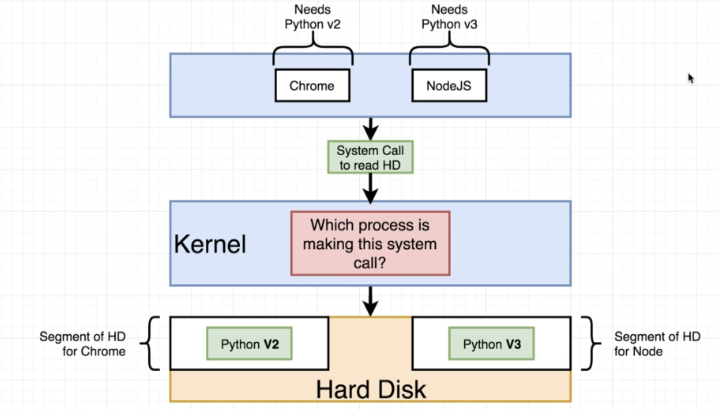 Needs
Python v2
Needs
Python v3
Chrome
NodeJS
System Call
to read HD
Kernel
Which process is
making this system
call?
Segment of HD
for Chrome
Python V2
Python V3
Segment of HD
for Node
Hard Disk